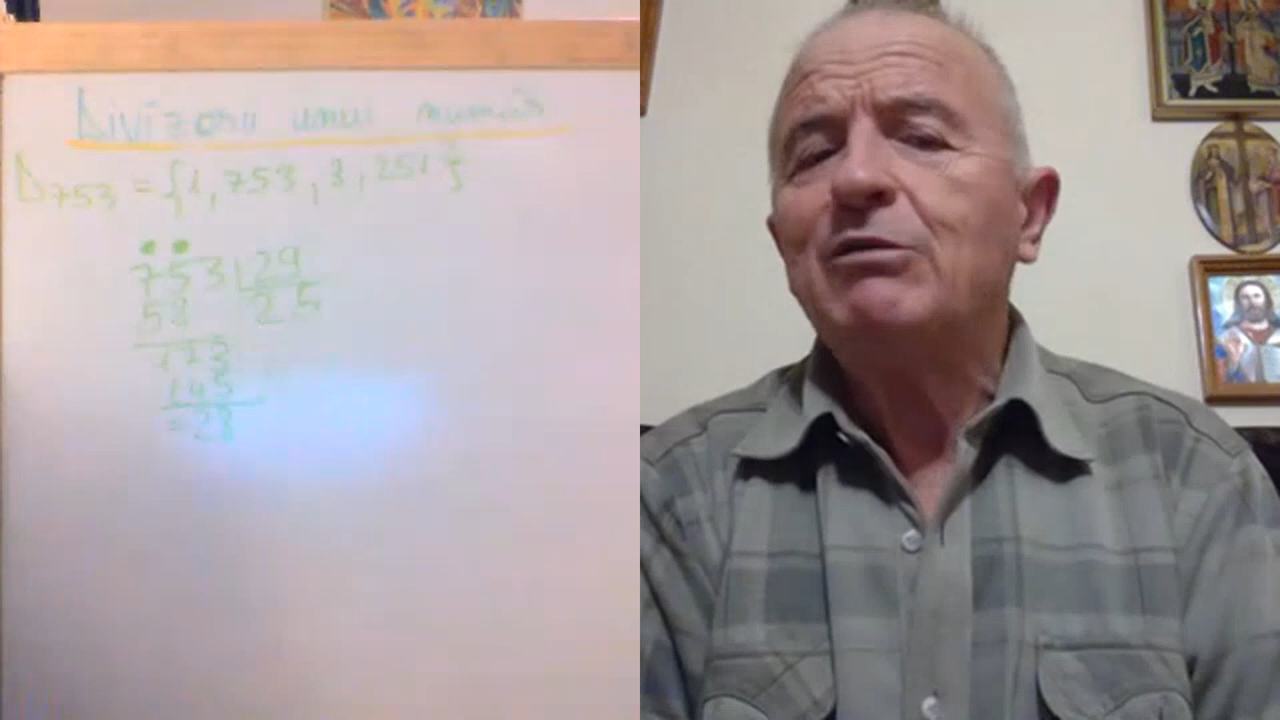 Divizorii unui număr
D753 = {1, 753, 3, 251}
753 29
58 25
173
145
=28